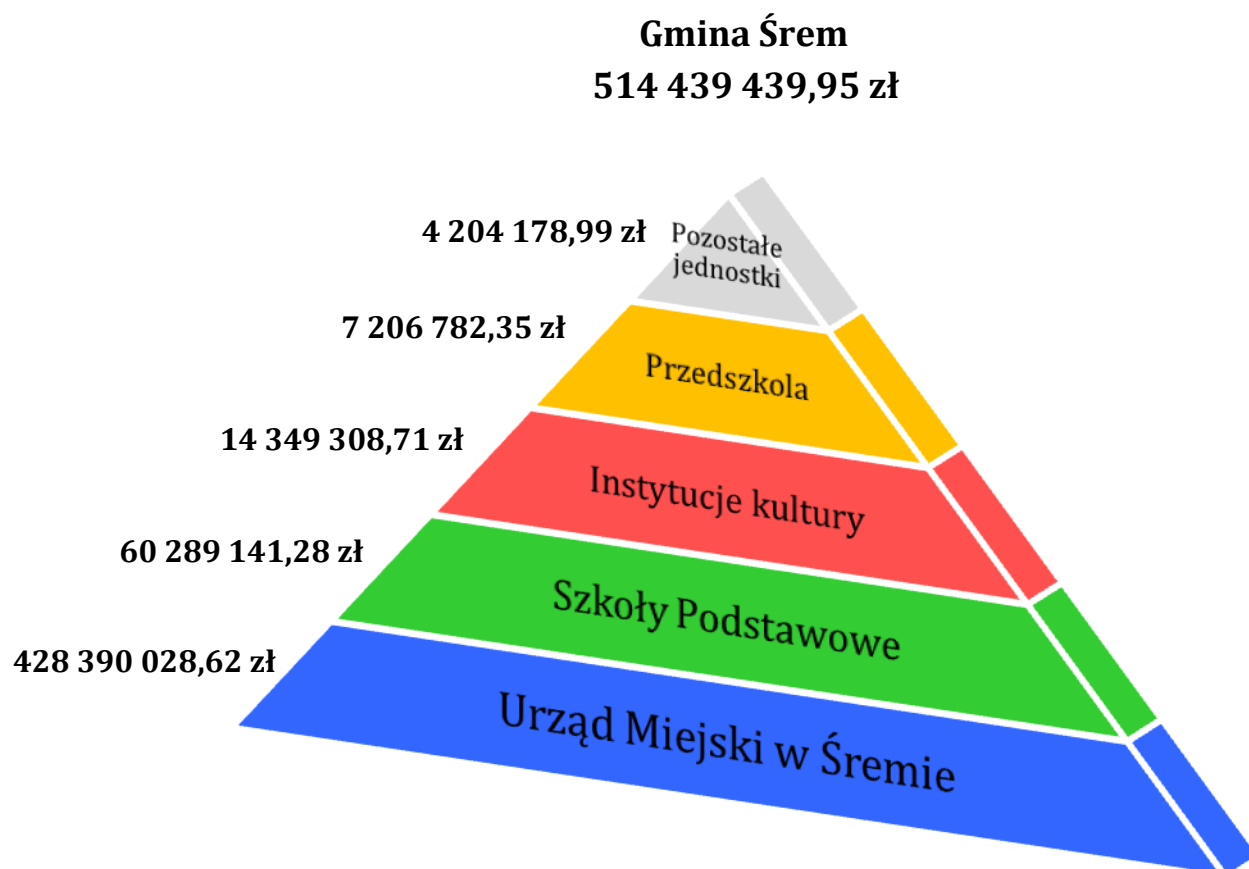 Gmina Śrem
514 439 439,95 zł
4 204 178,99 zł
Pozostałe
jednostki
7 206 782,35 zł
Przedszkola
14 349 308,71 zł
Instytucje kultury
60 289 141,28 zł
Szkoły Podstawowe
428 390 028,62 zł
Urząd Miejski w Śremie